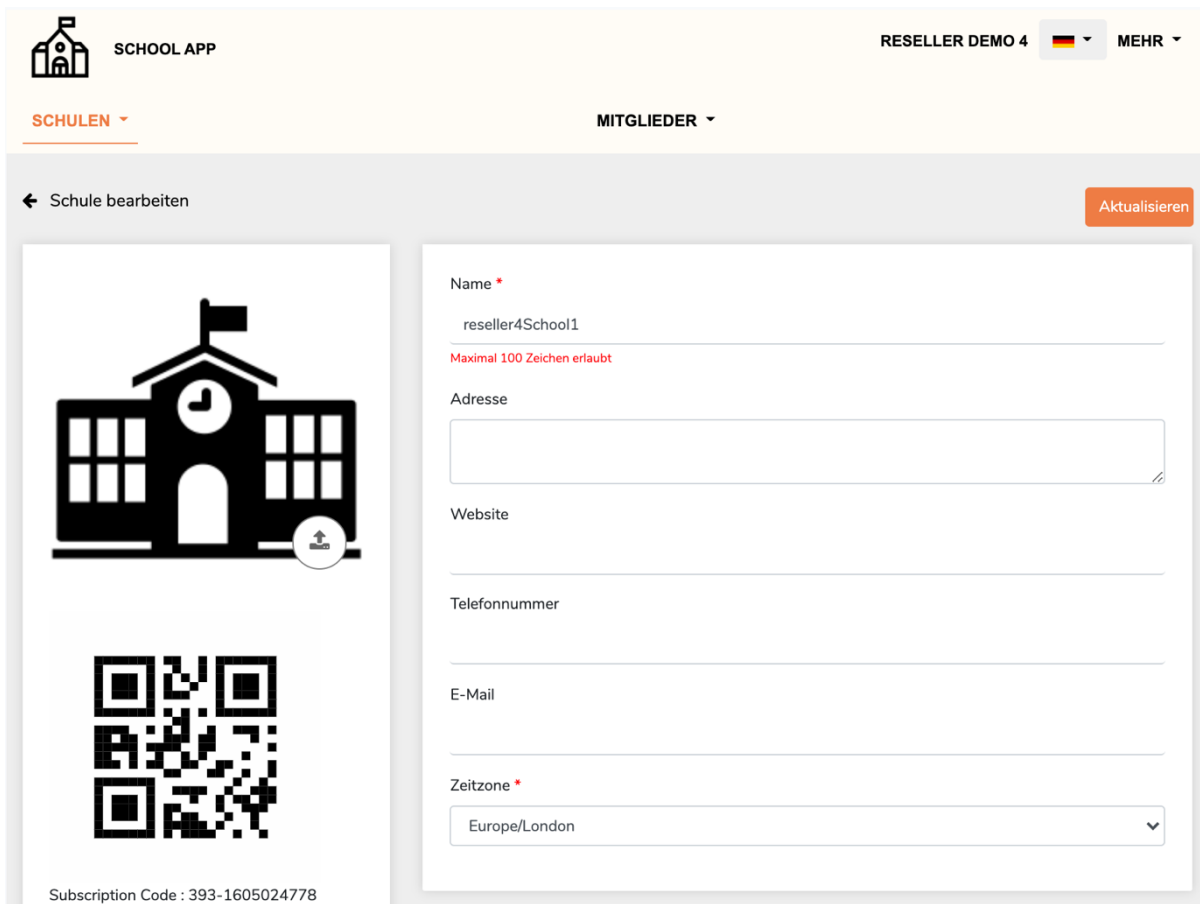 SCHOOL APP
RESELLER DEMO 4
MEHR
SCHULEN
MITGLIEDER
Schule bearbeiten
Aktualisieren
Name *
reseller4School1
Maximal 100 Zeichen erlaubt
Adresse
Website
Telefonnummer
E-Mail
Zeitzone *
Europe/London
Subscription Code : 393-1605024778